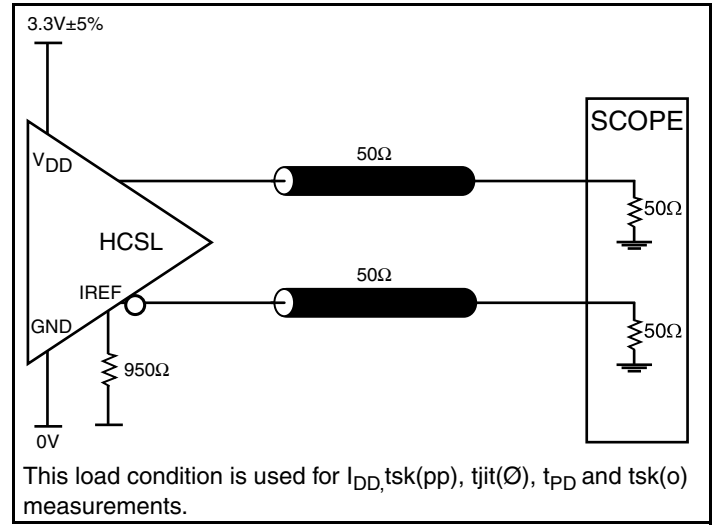 3.3V±5%
SCOPE
VDD
50Ω
50Ω
HCSL
50Ω
IREF
50Ω
GND
950Ω
0V
This load condition is used for IDD,tsk(pp), tjit(Ø), tPD and tsk(o)
measurements.